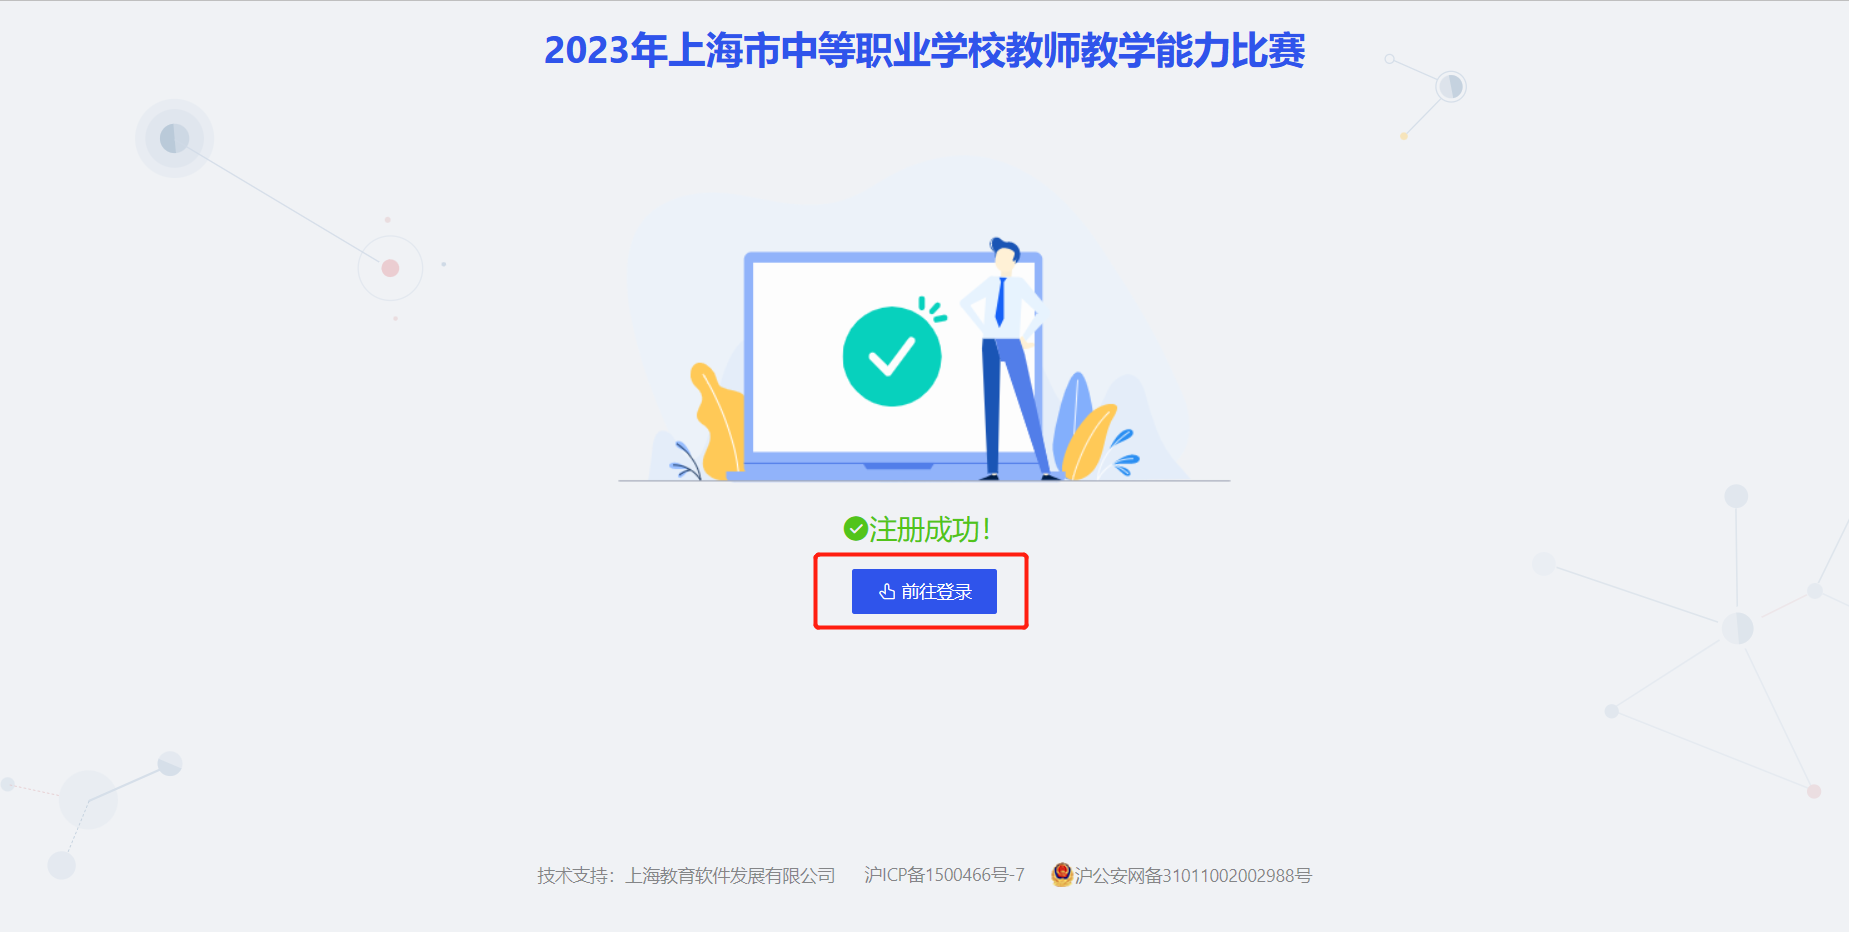 2023年上海市中等职业学校教师教学能力比赛
注册成功！
前往登录
技术支持：上海教育软件发展有限公司 沪ICP备1500466号-7 沪公安网备31011002002988号